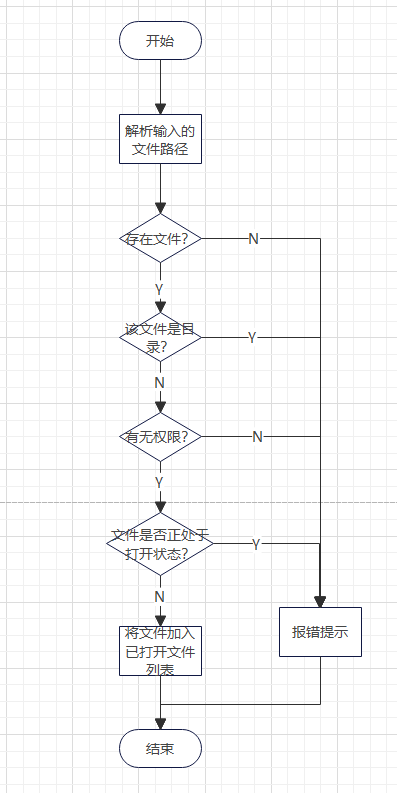 开始
解析输入的
文件路径
存在文件?
N
Y
该文件是目
录?
Y
N
有无权限?
N
Y
文件是否正处于
打开状态?
Y
N
将文件加入
已打开文件
列表
报错提示
结束